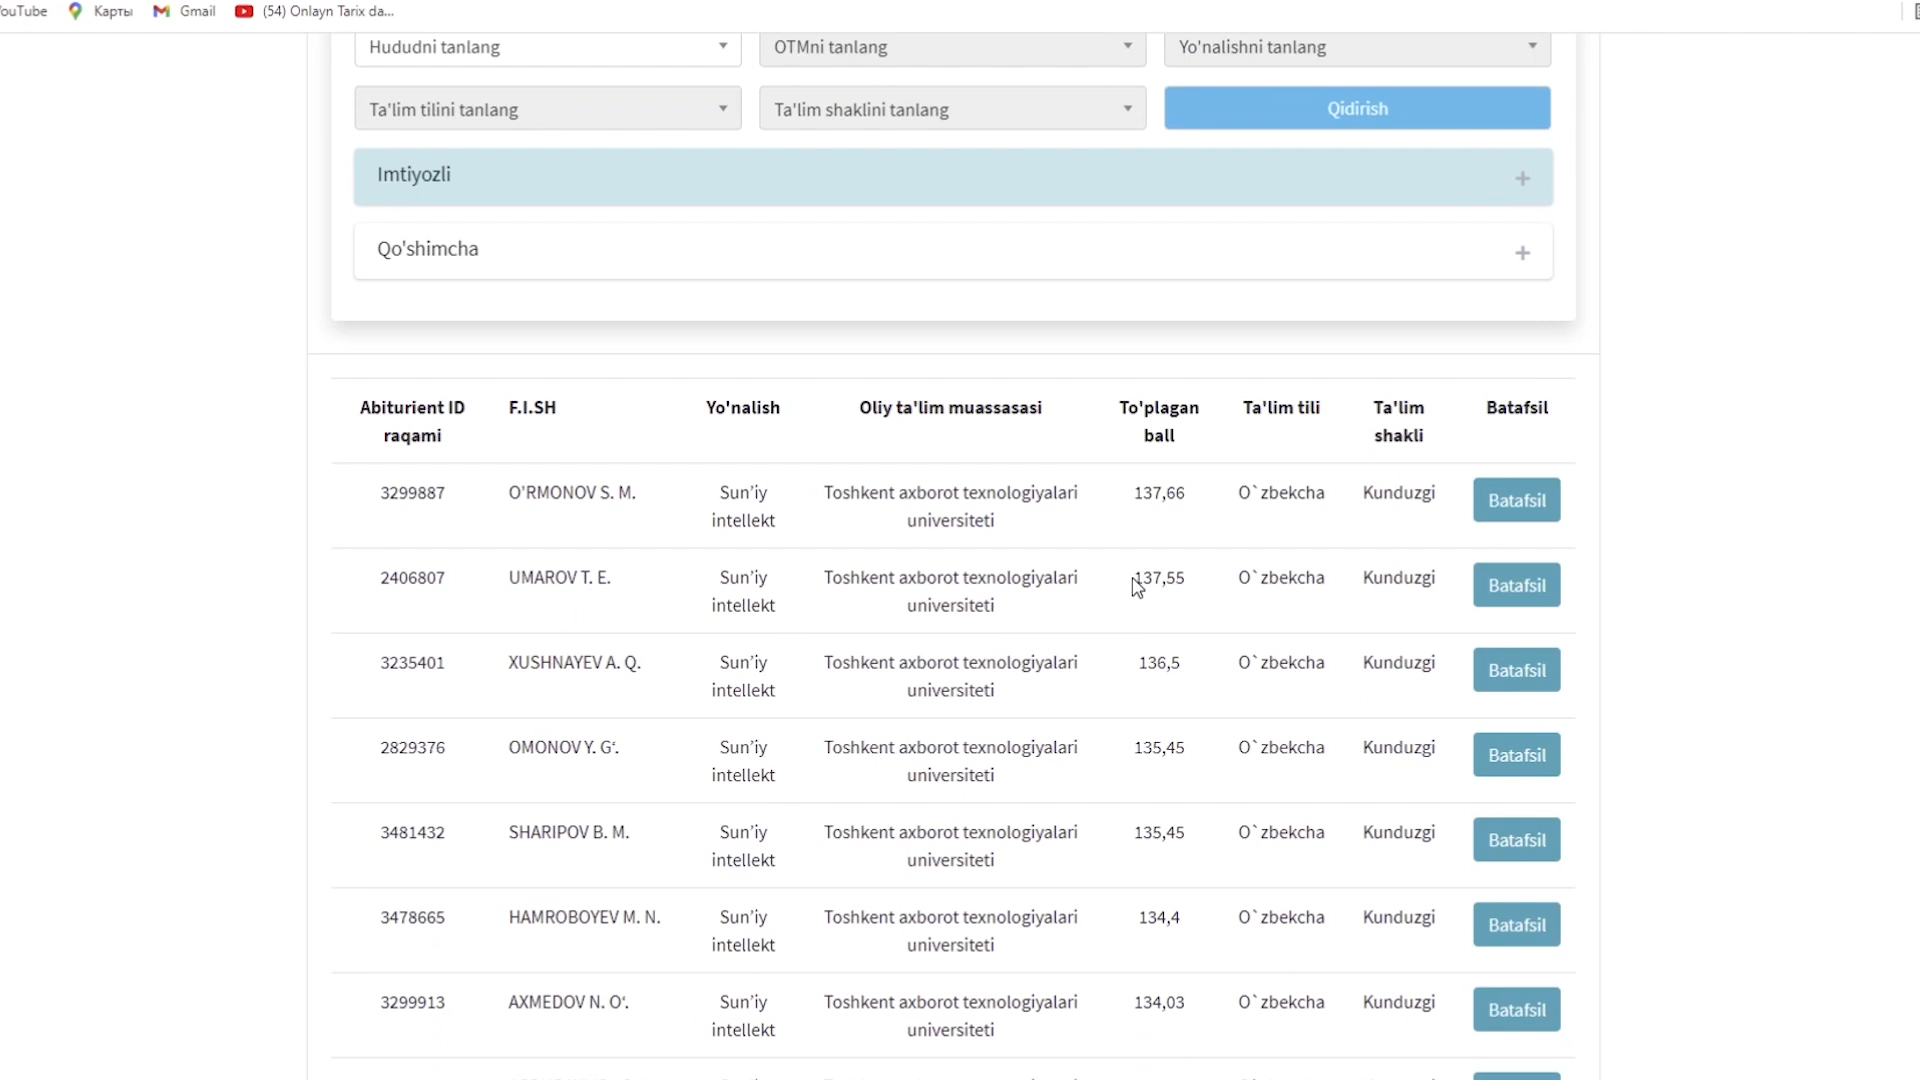 YouTube Карты Gmail (54) Onlayn Tarix da...
Hududni tanlang OTMni tanlang Yo'nalishni tanlang
Ta'lim tilini tanlang Ta'lim shaklini tanlang Qidirish
Imtiyozli
Qo'shimcha
Abiturient ID F.I.SH Yo'nalish Oliy ta'lim muassasasi To'plagan Ta'lim tili Ta'lim Batafsil
raqami ball shakli
3299887 O'RMONOV S. M. Sun’iy Toshkent axborot texnologiyalari 137,66 O`zbekcha Kunduzgi Batafsil
intellekt universiteti
2406807 UMAROV T. E. Sun’iy Toshkent axborot texnologiyalari 137,55 O`zbekcha Kunduzgi Batafsil
intellekt universiteti
3235401 XUSHNAYEV A. Q. Sun’iy Toshkent axborot texnologiyalari 136,5 O`zbekcha Kunduzgi Batafsil
intellekt universiteti
2829376 OMONOV Y. G‘. Sun’iy Toshkent axborot texnologiyalari 135,45 O`zbekcha Kunduzgi Batafsil
intellekt universiteti
3481432 SHARIPOV B. M. Sun’iy Toshkent axborot texnologiyalari 135,45 O`zbekcha Kunduzgi Batafsil
intellekt universiteti
3478665 HAMROBOYEV M. N. Sun’iy Toshkent axborot texnologiyalari 134,4 O`zbekcha Kunduzgi Batafsil
intellekt universiteti
3299913 AXMEDOV N. O‘. Sun’iy Toshkent axborot texnologiyalari 134,03 O`zbekcha Kunduzgi Batafsil
intellekt universiteti